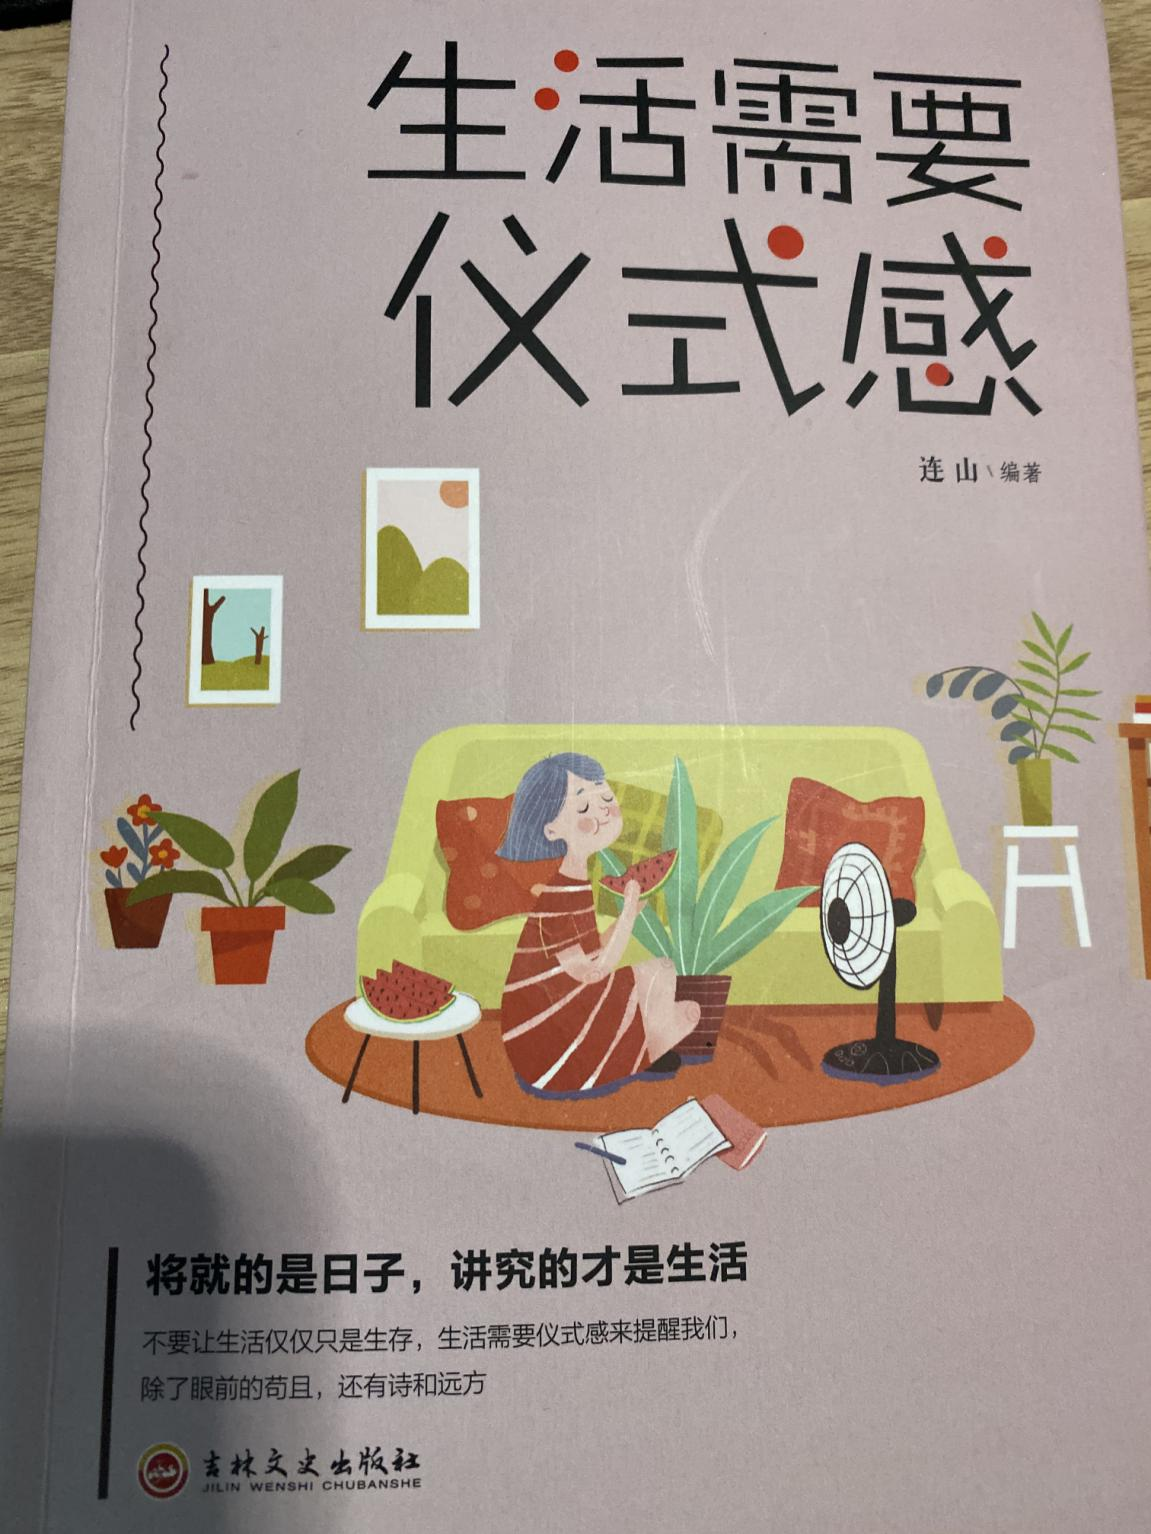 生活需要
仪式感
连山\编著
将就的是日子，讲究的才是生活
不要让生活仅仅只是生存，生活需要仪式感来提醒我们，
除了眼前的苟且，还有诗和远方
吉林文史出版社
JILIN WENSHI CHUBANSHE